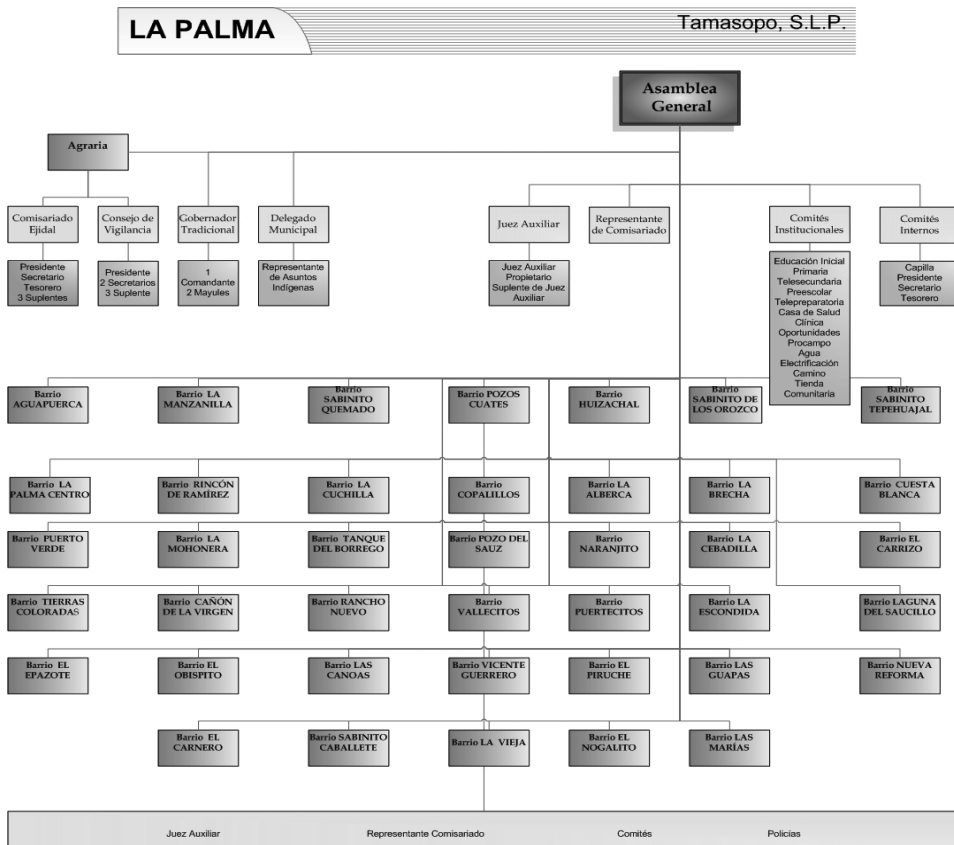 LA PALMA
Tamasopo, S.L.P.
Asamblea
General
Agraria
Comisariado
Ejidal
Consejo de
Vigilancia
Gobernador
Tradicional
Delegado
Municipal
Juez Auxiliar
Representante
de Comisariado
Comités
Institucionales
Comités
Internos
Presidente
Secretario
Tesorero
3 Suplentes
Presidente
2 Secretarios
3 Suplente
1
Comandante
2 Mayules
Representante
de Asuntos
Indígenas
Juez Auxiliar
Propietario
Suplente de Juez
Auxiliar
Educación Inicial
Primaria
Telesecundaria
Preescolar
Telepreparatoria
Casa de Salud
Clínica
Oportunidades
Procampo
Agua
Electrificación
Camino
Tienda
Comunitaria
Capilla
Presidente
Secretario
Tesorero
Barrio
AGUAPUERCA
Barrio LA
MANZANILLA
Barrio
SABINITO
QUEMADO
Barrio POZOS
CUATES
Barrio
HUIZACHAL
Barrio
SABINITO DE
LOS OROZCO
Barrio
SABINITO
TEPEHUAJAL
Barrio LA
PALMA CENTRO
Barrio RINCÓN
DE RAMÍREZ
Barrio LA
CUCHILLA
Barrio
COPALILLOS
Barrio LA
ALBERCA
Barrio LA
BRECHA
Barrio CUESTA
BLANCA
Barrio PUERTO
VERDE
Barrio LA
MOHONERA
Barrio TANQUE
DEL BORREGO
Barrio POZO DEL
SAUZ
Barrio
NARANJITO
Barrio LA
CEBADILLA
Barrio EL
CARRIZO
Barrio TIERRAS
COLORADAS
Barrio CAÑÓN
DE LA VIRGEN
Barrio RANCHO
NUEVO
Barrio
VALLECITOS
Barrio
PUERTECITOS
Barrio LA
ESCONDIDA
Barrio LAGUNA
DEL SAUCILLO
Barrio EL
EPAZOTE
Barrio EL
OBISPITO
Barrio LAS
CANOAS
Barrio VICENTE
GUERRERO
Barrio EL
PIRUCHE
Barrio LAS
GUAPAS
Barrio NUEVA
REFORMA
Barrio EL
CARNERO
Barrio SABINITO
CABALLETE
Barrio LA VIEJA
Barrio EL
NOGALITO
Barrio LAS
MARÍAS
Juez Auxiliar
Representante Comisariado
Comités
Policías